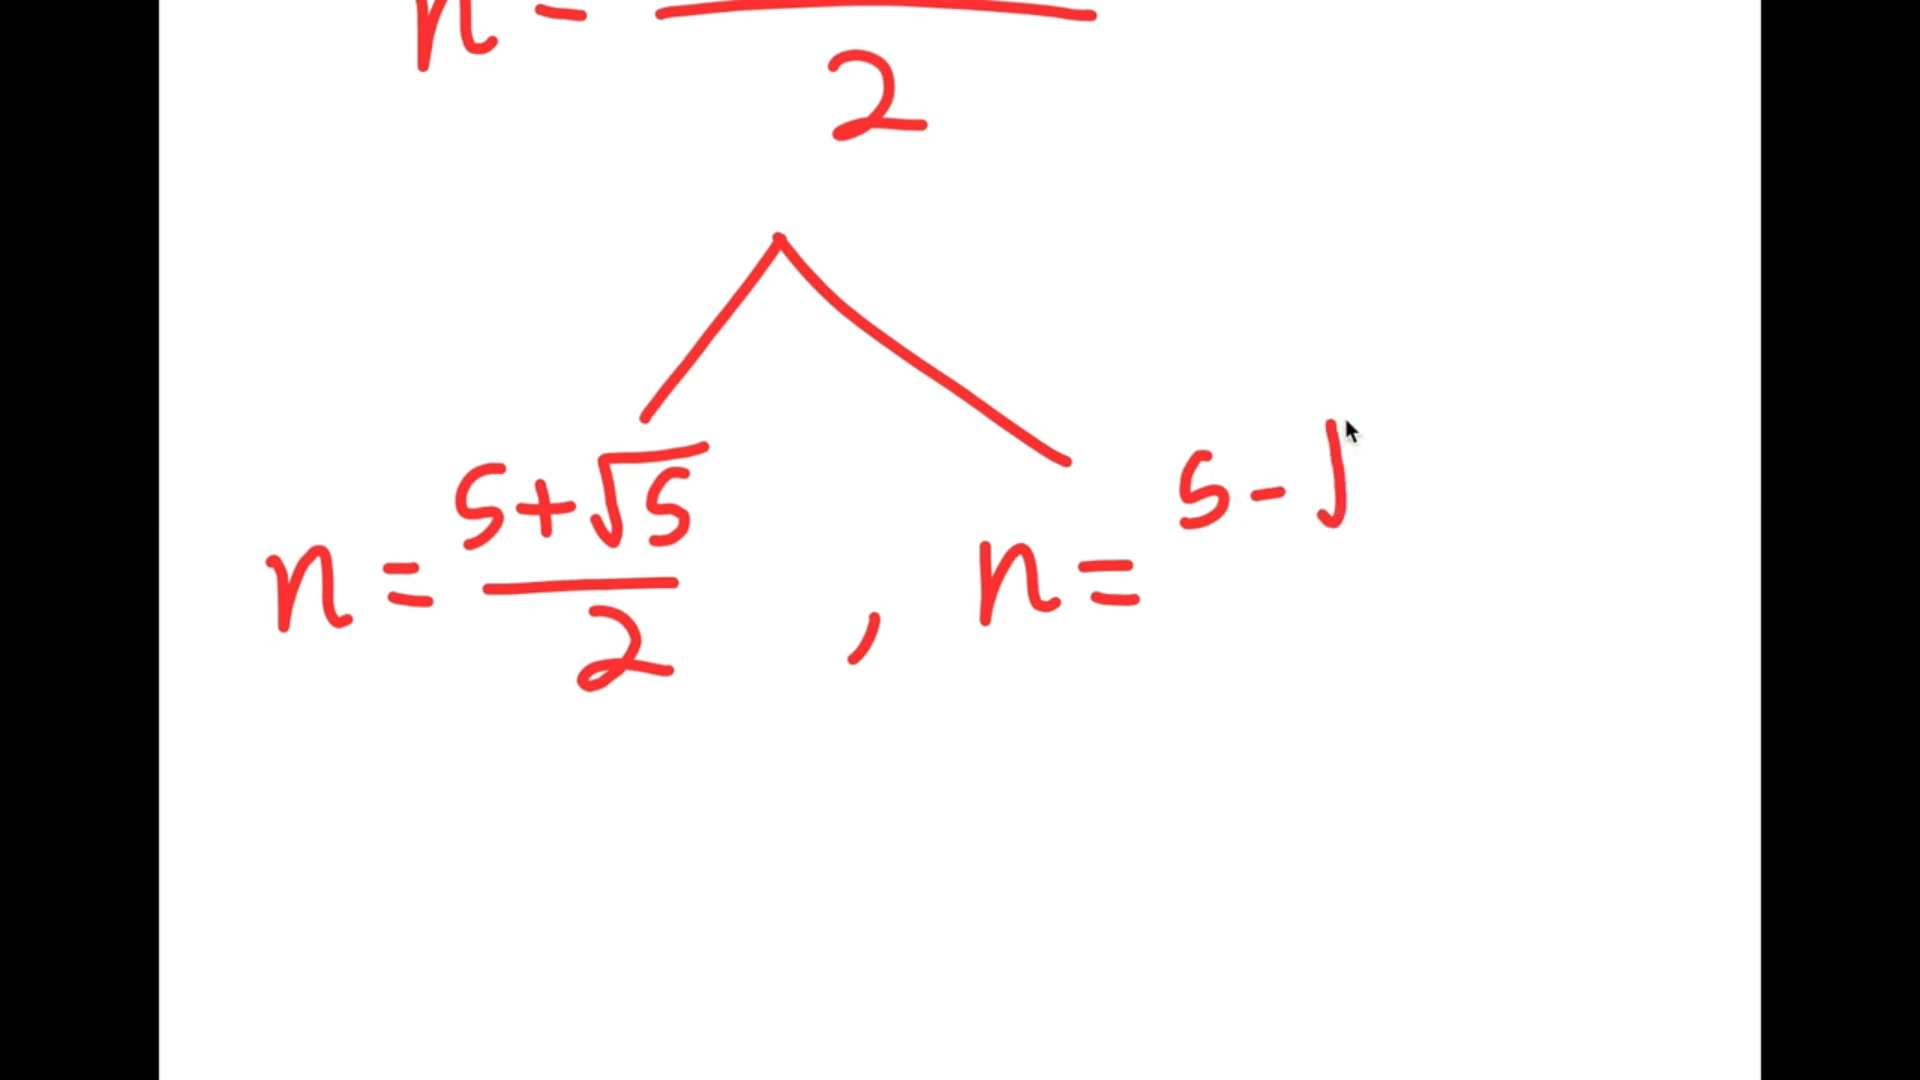 n = ―
2
n = (5+√5)/2 , n = 5-√